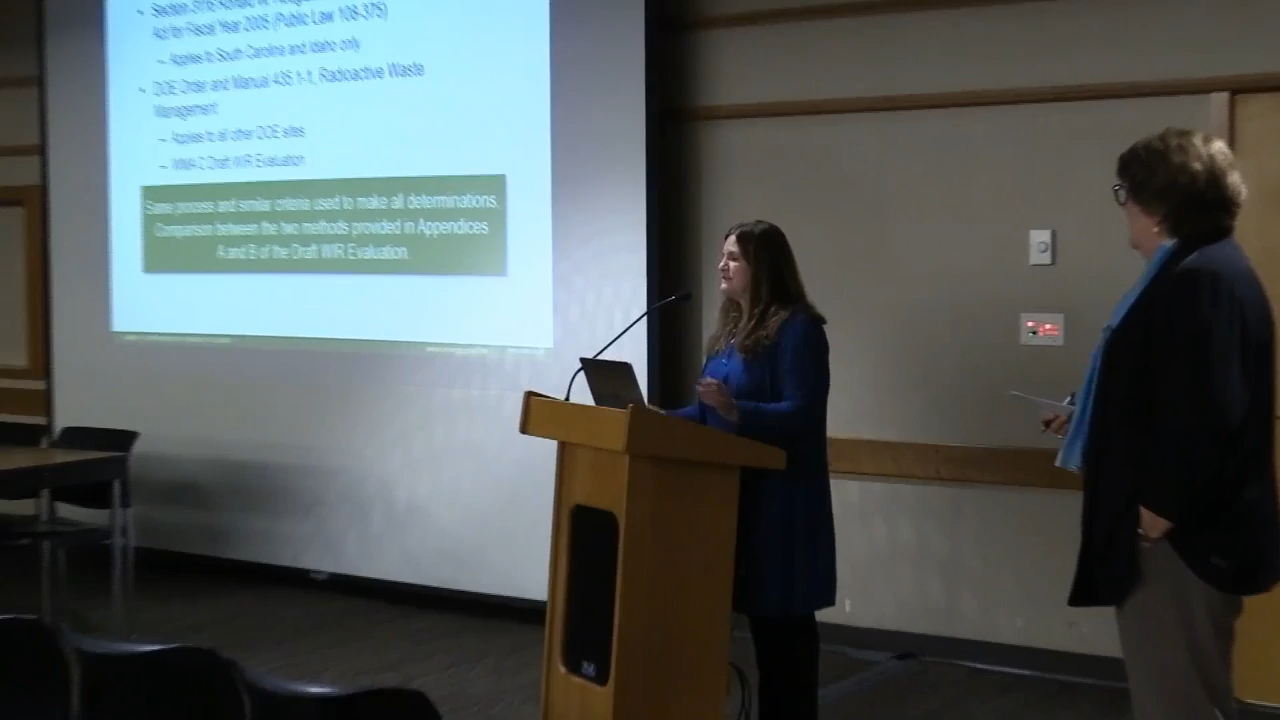 Section 3116 Ronald W.
Act for Fiscal Year 2005 (Public Law 108-375)
– Applies to South Carolina and Idaho only
• DOE Order and Manual 435.1-1, Radioactive Waste
Management
– Applies to all other DOE sites
– WMA C Draft WIR Evaluation
Same process and similar criteria used to make all determinations.
Comparison between the two methods provided in Appendices
A and B of the Draft WIR Evaluation.